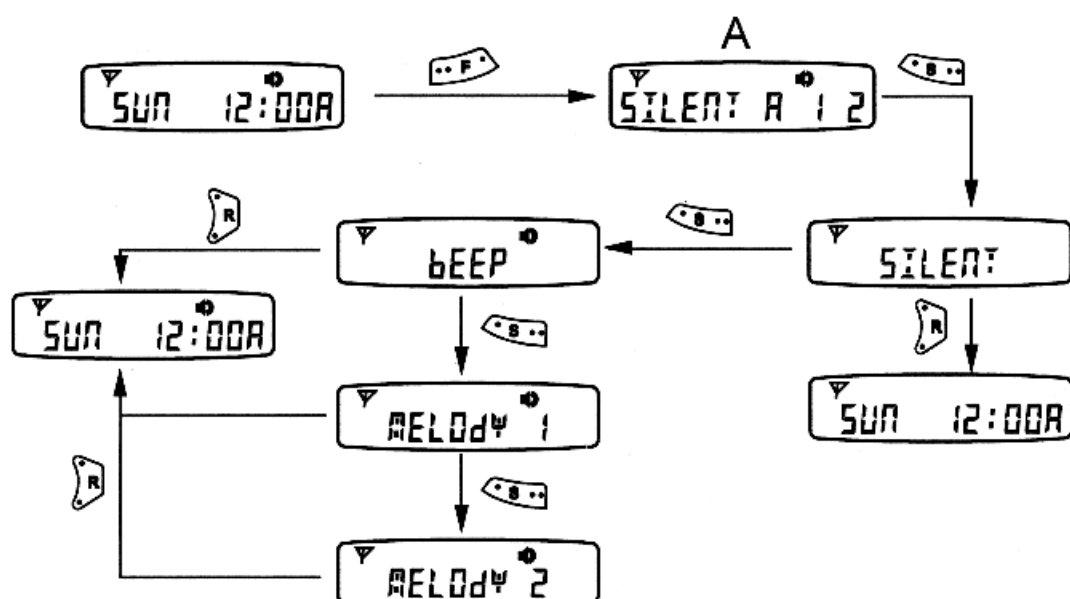 A
F
S
SUN 12:00A
SILENT A 1 2
R
S
bEEP
SILENT
SUN 12:00A
S
R
MELOdY 1
SUN 12:00A
R
S
MELOdY 2